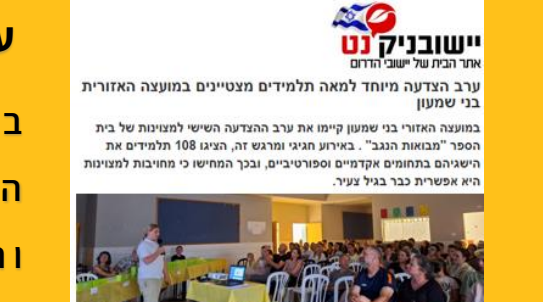 יישובניק נט
אתר הבית של יישובי הדרום
ערב הצדעה מיוחד למאה תלמידים מצטיינים במועצה האזורית
בני שמעון
במועצה האזורי בני שמעון קיימו את ערב ההצדעה השישי למצוינות של בית
הספר "מבואות הנגב" . באירוע חגיגי ומרגש זה, הציגו 108 תלמידים את
הישגיהם בתחומים אקדמיים וספורטיביים, ובכך המחישו כי מחויבות למצוינות
היא אפשרית כבר בגיל צעיר.